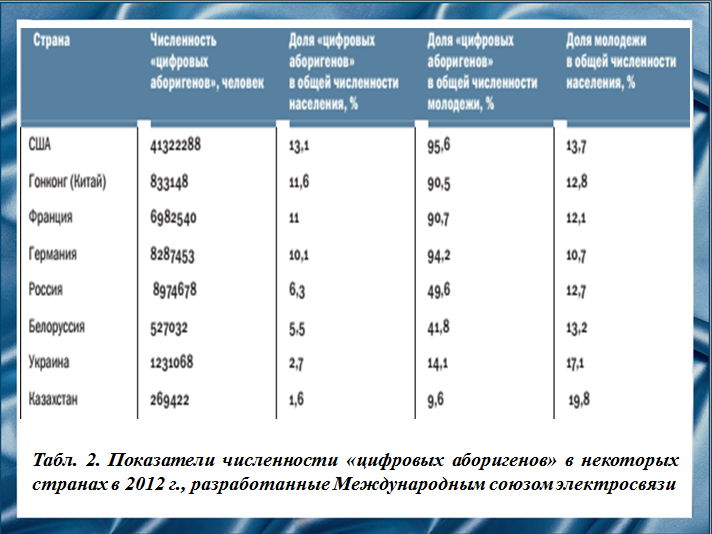 Страна Численность «цифровых аборигенов», человек Доля «цифровых аборигенов» в общей численности населения, % Доля «цифровых аборигенов» в общей численности молодежи, % Доля молодежи в общей численности населения, %
США 41322288 13,1 95,6 13,7
Гонконг (Китай) 833148 11,6 90,5 12,8
Франция 6982540 11 90,7 12,1
Германия 8287453 10,1 94,2 10,7
Россия 8974678 6,3 49,6 12,7
Белоруссия 527032 5,5 41,8 13,2
Украина 1231068 2,7 14,1 17,1
Казахстан 269422 1,6 9,6 19,8
Табл. 2. Показатели численности «цифровых аборигенов» в некоторых
странах в 2012 г., разработанные Международным союзом электросвязи